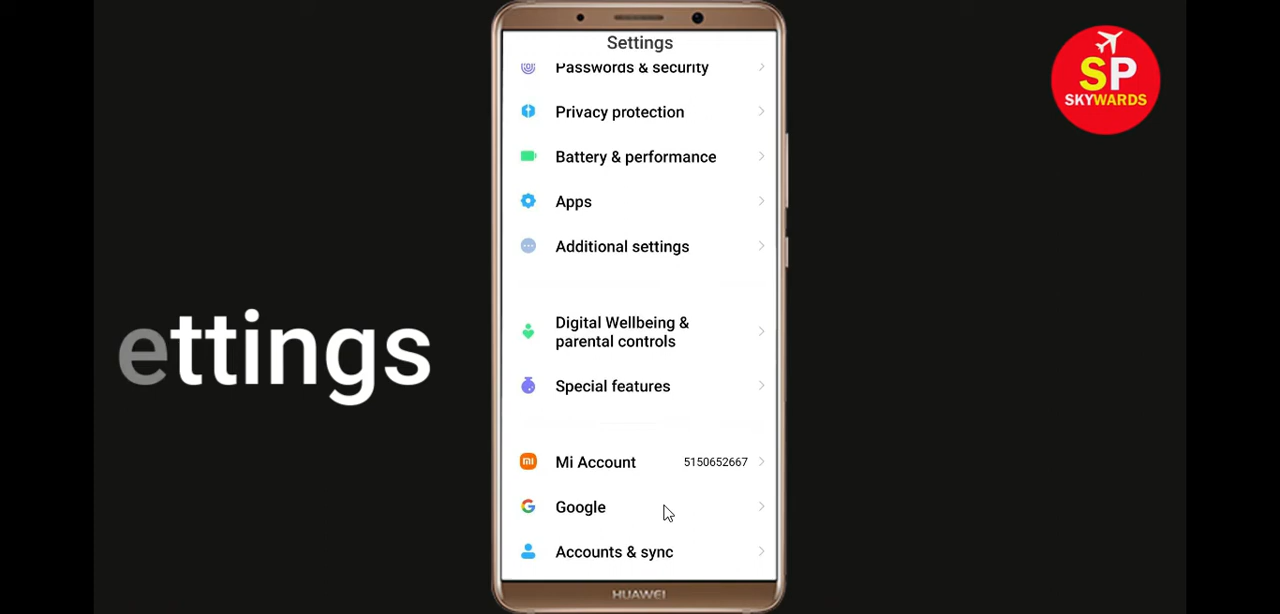 Settings
Passwords & security
Privacy protection
Battery & performance
Apps
Additional settings
Digital Wellbeing &
parental controls
Special features
mi Mi Account 5150652667
G Google
Accounts & sync
HUAWEI
ettings
SP
SKYWARDS